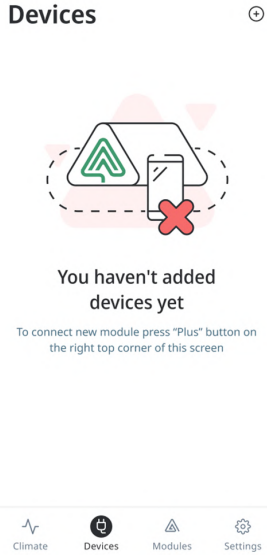 Devices
You haven't added
devices yet
To connect new module press “Plus” button on
the right top corner of this screen
Climate
Devices
Modules
Settings